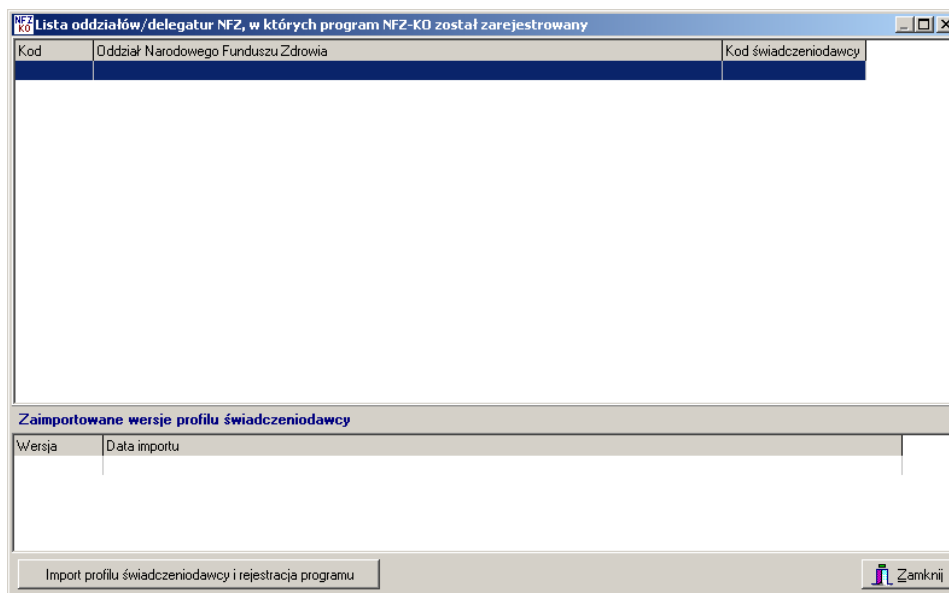 NFZ KO Lista oddziałów/delegatur NFZ, w których program NFZ-KO został zarejestrowany
Kod Oddział Narodowego Funduszu Zdrowia Kod świadczeniodawcy
Zaimportowane wersje profilu świadczeniodawcy
Wersja Data importu
Import profilu świadczeniodawcy i rejestracja programu Zamknij